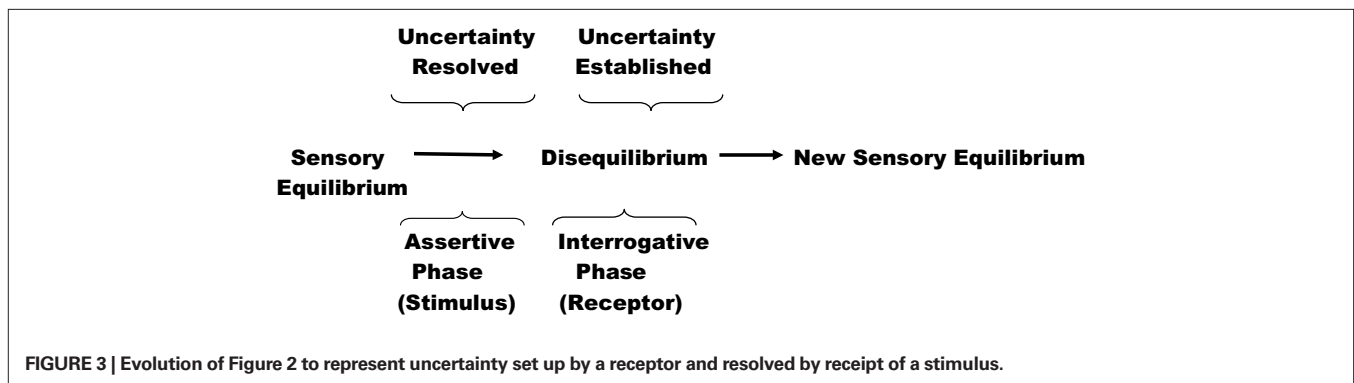 Uncertainty Resolved
Uncertainty Established
Sensory Equilibrium
Disequilibrium
New Sensory Equilibrium
Assertive Phase (Stimulus)
Interrogative Phase (Receptor)
FIGURE 3 | Evolution of Figure 2 to represent uncertainty set up by a receptor and resolved by receipt of a stimulus.